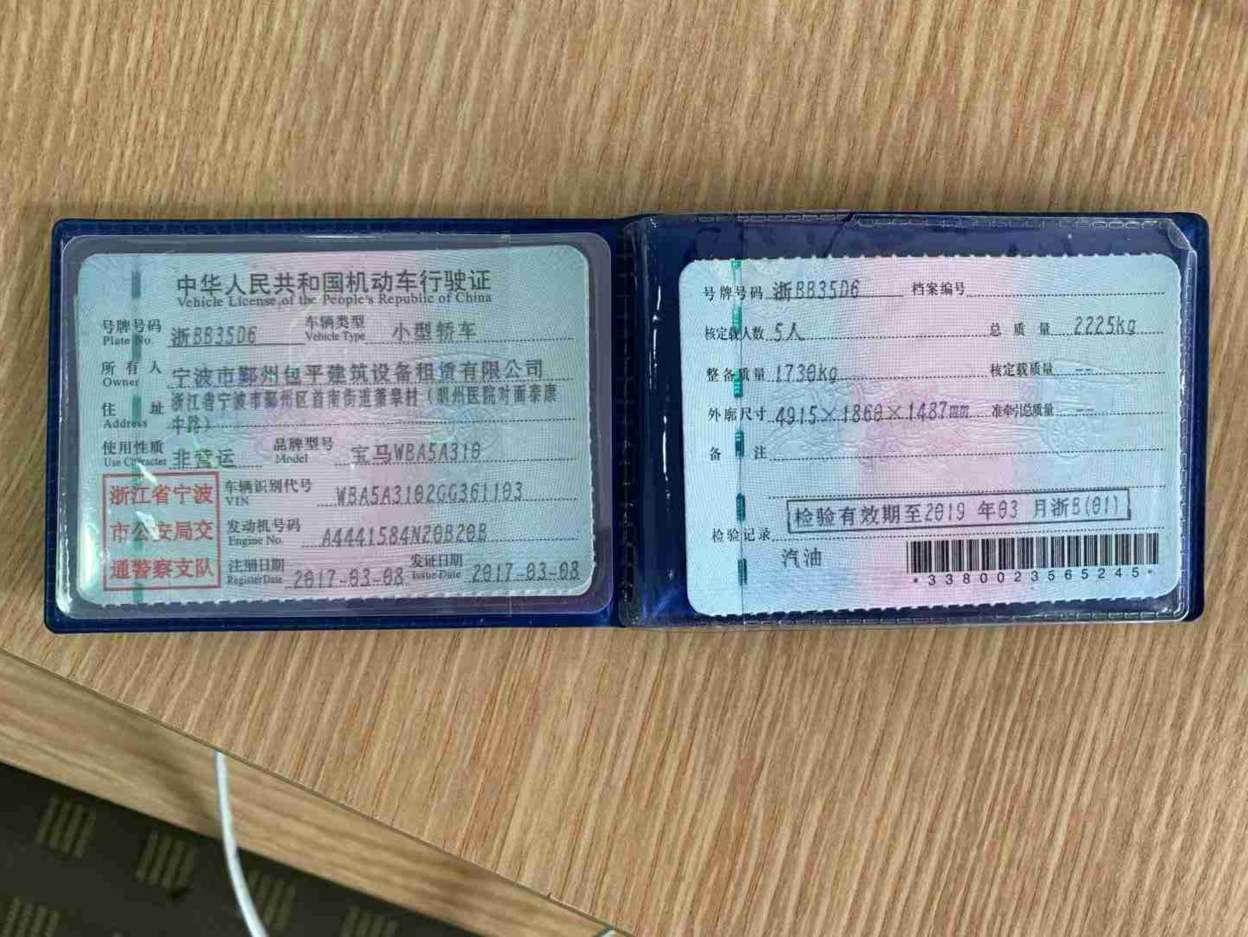 中华人民共和国机动车行驶证
Vehicle License of the People's Republic of China
号牌号码 浙BB35D6 车辆类型 小型轿车
Plate No. Vehicle Type
所有人 宁波市鄞州包平建筑设备租赁有限公司
Owner
住址 浙江省宁波市鄞州区首南街道萧皋村（鄞州医院对面泰康
Address 中路）
使用性质 非营运 品牌型号 宝马WBA5A310
Use Character Model
浙江省宁波
市公安局交
通警察支队
车辆识别代号 WBA5A3102GG361103
VIN
发动机号码 A4441584N20B20B
Engine No.
注册日期 2017-03-08 发证日期 2017-03-08
Register Date Issue Date
号牌号码 浙BB35D6 档案编号
核定载人数 5人 总质量 2225kg
整备质量 1730kg 核定载质量 --
外廓尺寸 4915×1860×1487mm 准牵引总质量 --
备注
检验有效期至2019年03月浙B(01)
检验记录
汽油
*3380023565245*